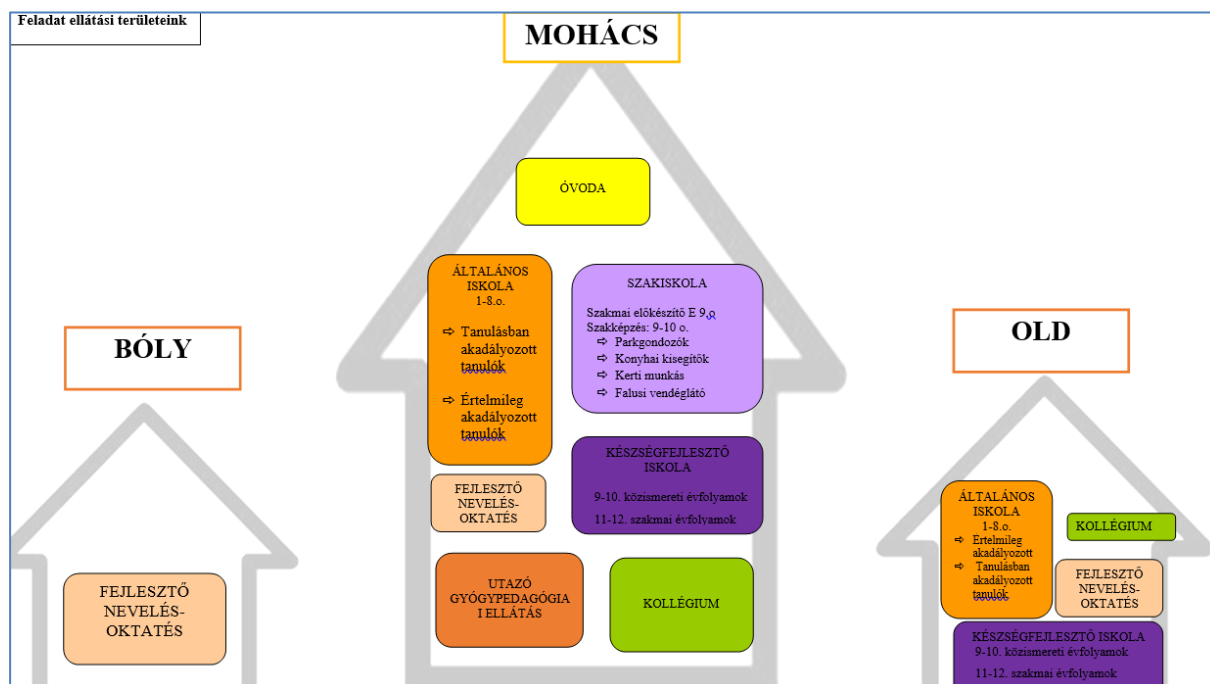 Feladat ellátási területeink
MOHÁCS
ÓVODA
ÁLTALÁNOS
ISKOLA
1-8.o.
⇨ Tanulásban
akadályozott
tanulók
⇨ Értelmileg
akadályozott
tanulók
SZAKISKOLA
Szakmai előkészítő E 9.o
Szakképzés: 9-10 o.
⇨ Parkgondozók
⇨ Konyhai kisegítők
⇨ Kerti munkás
⇨ Falusi vendéglátó
KÉSZSÉGFEJLESZTŐ
ISKOLA
9-10. közismereti évfolyamok
11-12. szakmai évfolyamok
FEJLESZTŐ
NEVELÉS-
OKTATÉS
UTAZÓ
GYÓGYPEDAGÓGIA
I ELLÁTÁS
KOLLÉGIUM
BÓLY
FEJLESZTŐ
NEVELÉS-
OKTATÉS
OLD
ÁLTALÁNOS
ISKOLA
1-8.o.
⇨ Értelmileg
akadályozott
⇨ Tanulásban
akadályozott
tanulók
KOLLÉGIUM
FEJLESZTŐ
NEVELÉS-
OKTATÉS
KÉSZSÉGFEJLESZTŐ ISKOLA
9-10. közismereti évfolyamok
11-12. szakmai évfolyamok